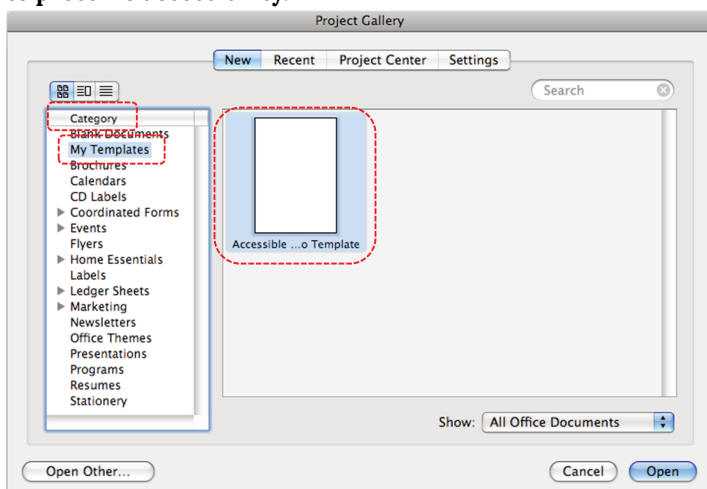 Project Gallery
New Recent Project Center Settings
Search
Category
Blank Documents
My Templates
Brochures
Calendars
CD Labels
Coordinated Forms
Events
Flyers
Home Essentials
Labels
Ledger Sheets
Marketing
Newsletters
Office Themes
Presentations
Programs
Resumes
Stationery
Accessible ...o Template
Show: All Office Documents
Open Other... Cancel Open